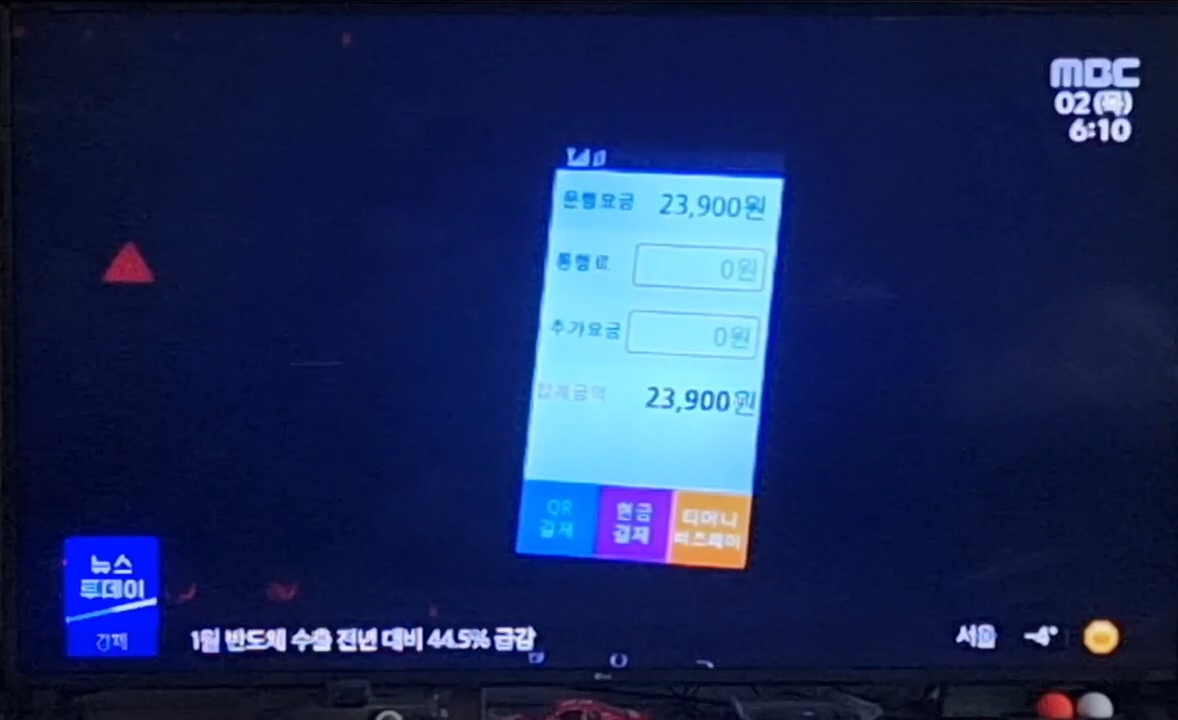 MBC
02(목)
6:10
운행요금 23,900원
통행료 0원
추가요금 0원
합계금액 23,900원
QR
결제
현금
결제
티머니
비즈페이
뉴스
투데이
경제
1월 반도체 수출 전년 대비 44.5% 급감
서울 -4°